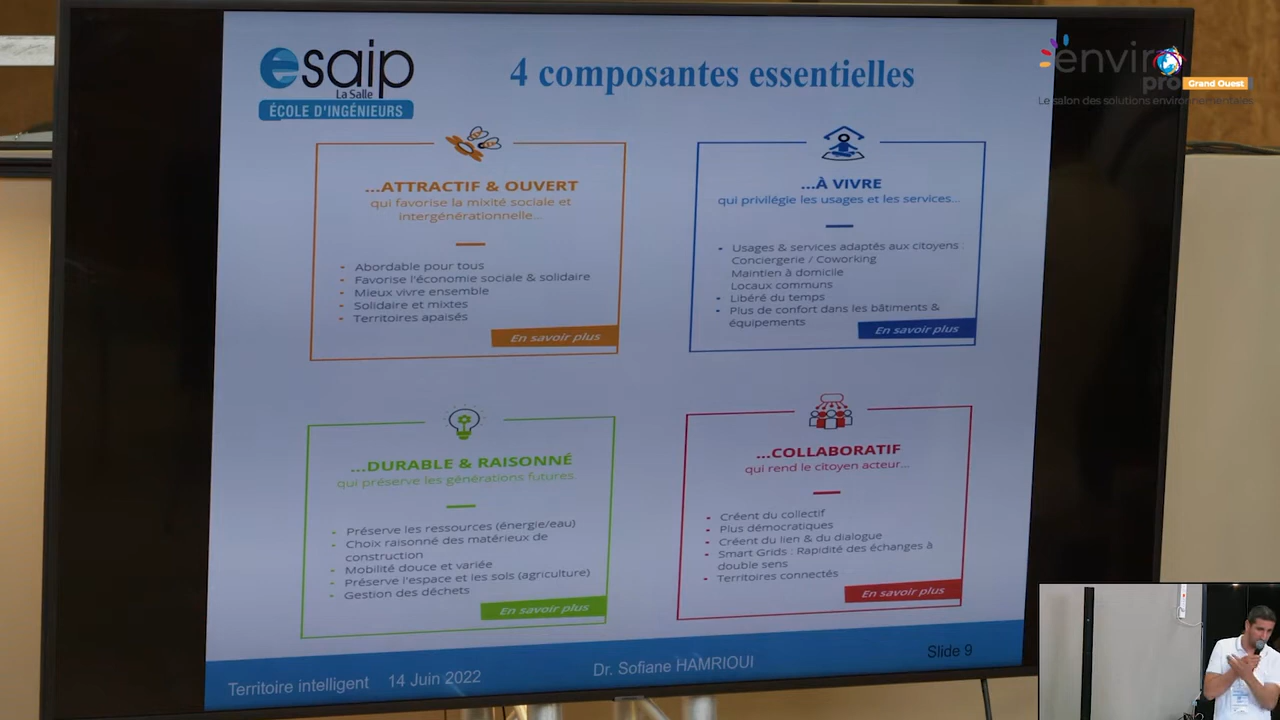 esaip
La Salle
ÉCOLE D'INGÉNIEURS
4 composantes essentielles
enviro
pro
Grand Ouest
Le salon des solutions environnementales
...ATTRACTIF & OUVERT
qui favorise la mixité sociale et
intergénérationnelle...
• Abordable pour tous
• Favorise l'économie sociale & solidaire
• Mieux vivre ensemble
• Solidaire et mixtes
• Territoires apaisés
En savoir plus
...À VIVRE
qui privilégie les usages et les services...
• Usages & services adaptés aux citoyens :
Conciergerie / Coworking
Maintien à domicile
Locaux communs
• Libéré du temps
• Plus de confort dans les bâtiments &
équipements
En savoir plus
...DURABLE & RAISONNÉ
qui préserve les générations futures
• Préserve les ressources (énergie/eau)
• Choix raisonné des matérieux de
construction
• Mobilité douce et variée
• Préserve l'espace et les sols (agriculture)
• Gestion des déchets
En savoir plus
...COLLABORATIF
qui rend le citoyen acteur...
• Créent du collectif
• Plus démocratiques
• Créent du lien & du dialogue
• Smart Grids : Rapidité des échanges à
double sens
• Territoires connectés
En savoir plus
Territoire intelligent 14 Juin 2022
Dr. Sofiane HAMRIOUI
Slide 9